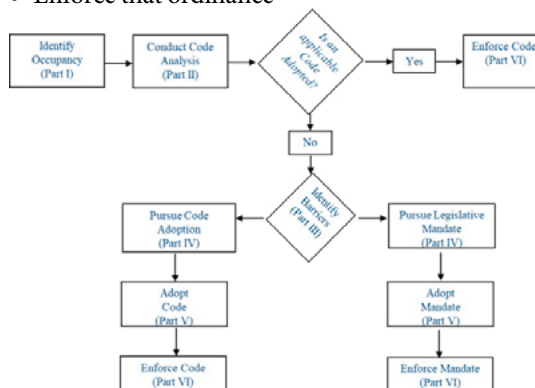 • Enforce that ordinance
Identify
Occupancy
(Part I)
Conduct Code
Analysis
(Part II)
Is an
applicable
Code
Adopted?
Yes
Enforce Code
(Part VI)
No
Identify
Barriers
(Part III)
Pursue Code
Adoption
(Part IV)
Pursue Legislative
Mandate
(Part IV)
Adopt
Code
(Part V)
Adopt
Mandate
(Part V)
Enforce Code
(Part VI)
Enforce Mandate
(Part VI)